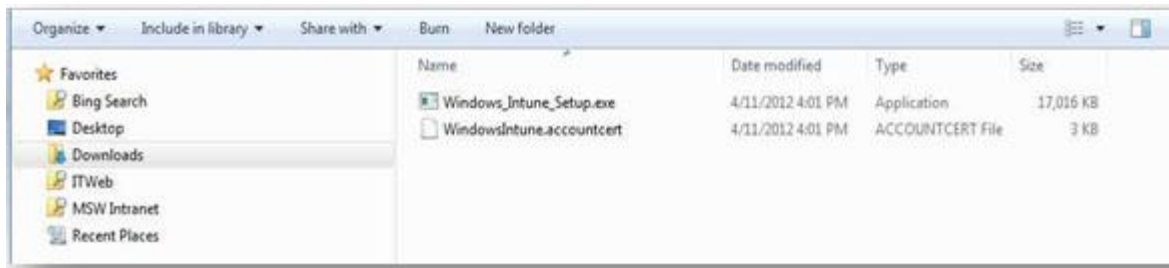 Organize Include in library Share with Burn New folder
Favorites
Bing Search
Desktop
Downloads
ITWeb
MSW Intranet
Recent Places
Name Date modified Type Size
Windows_Intune_Setup.exe 4/11/2012 4:01 PM Application 17,016 KB
WindowsIntune.accountcert 4/11/2012 4:01 PM ACCOUNTCERT File 3 KB